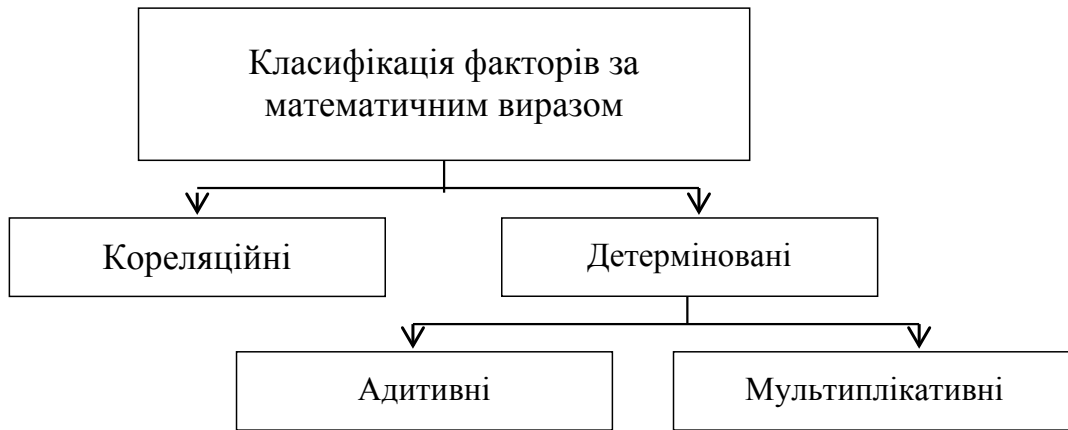 Класифікація факторів за
математичним виразом
Кореляційні
Детерміновані
Адитивні
Мультиплікативні